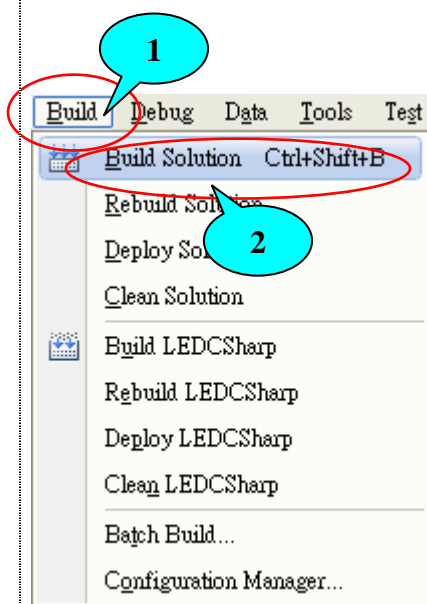 1
Build Debug Data Tools Test
Build Solution Ctrl+Shift+B
Rebuild Solution
2
Deploy
Clean Solution
Build LEDCSharp
Rebuild LEDCSharp
Deploy LEDCSharp
Clean LEDCSharp
Batch Build...
Configuration Manager...